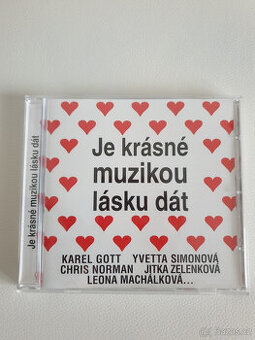 Je krásné muzikou lásku dát
Je krásné
muzikou
lásku dát
KAREL GOTT YVETTA SIMONOVÁ
CHRIS NORMAN JITKA ZELENKOVÁ
LEONA MACHÁLKOVÁ...